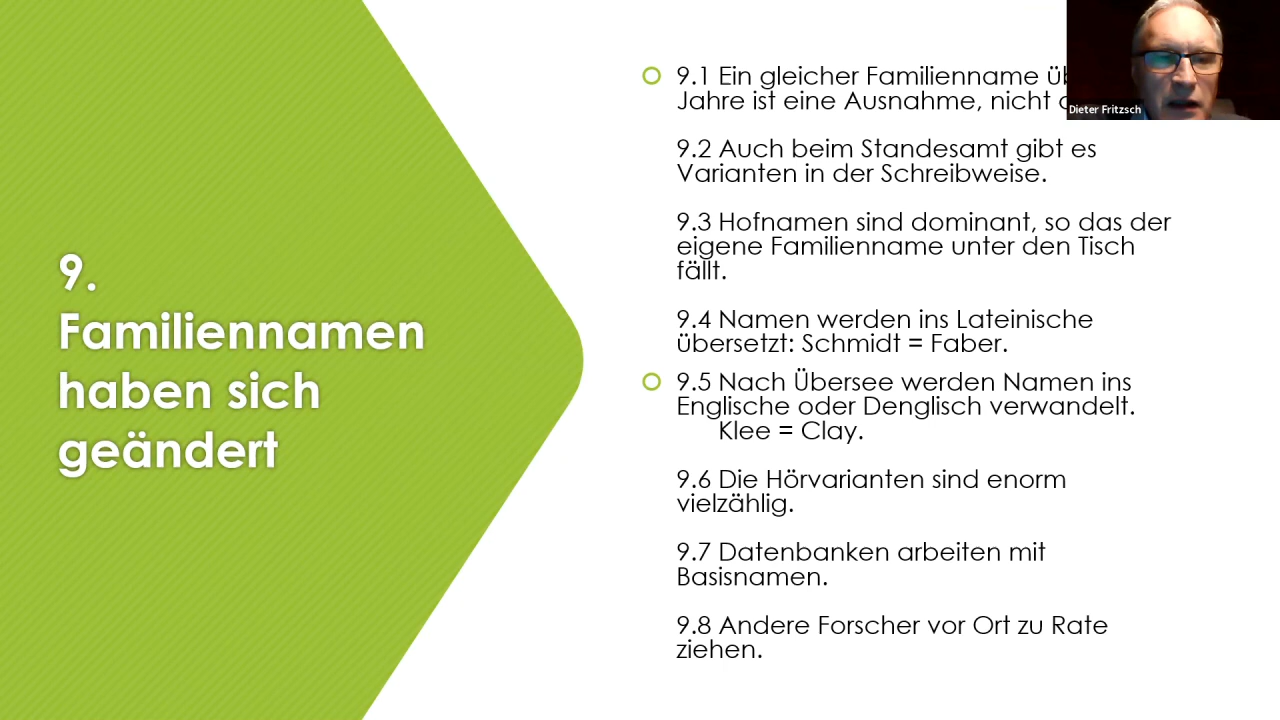 9.
Familiennamen
haben sich
geändert
9.1 Ein gleicher Familienname
Jahre ist eine Ausnahme, nicht
9.2 Auch beim Standesamt gibt es
Varianten in der Schreibweise.
9.3 Hofnamen sind dominant, so das der
eigene Familienname unter den Tisch
fällt.
9.4 Namen werden ins Lateinische
übersetzt: Schmidt = Faber.
9.5 Nach Übersee werden Namen ins
Englische oder Denglisch verwandelt.
Klee = Clay.
9.6 Die Hörvarianten sind enorm
vielzählig.
9.7 Datenbanken arbeiten mit
Basisnamen.
9.8 Andere Forscher vor Ort zu Rate
ziehen.
Dieter Fritzsch